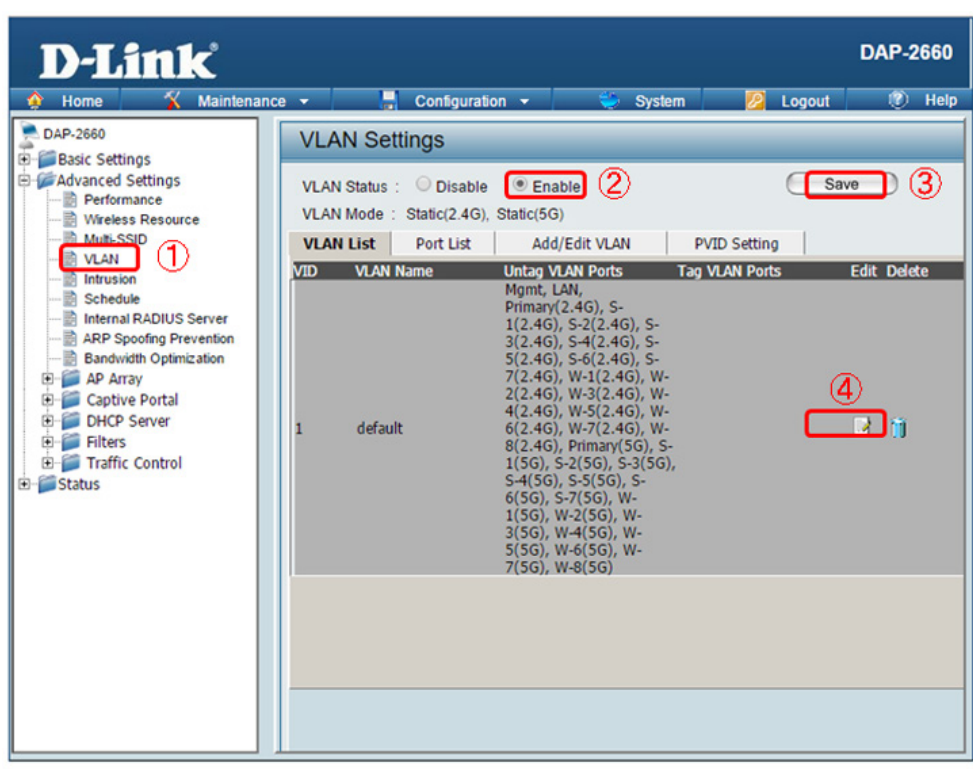 D-Link
DAP-2660
Home Maintenance Configuration System Logout Help
DAP-2660
Basic Settings
Advanced Settings
Performance
Wireless Resource
Multi-SSID
VLAN ①
Intrusion
Schedule
Internal RADIUS Server
ARP Spoofing Prevention
Bandwidth Optimization
AP Array
Captive Portal
DHCP Server
Filters
Traffic Control
Status
VLAN Settings
VLAN Status : Disable Enable ② Save ③
VLAN Mode : Static(2.4G), Static(5G)
VLAN List Port List Add/Edit VLAN PVID Setting
VID VLAN Name Untag VLAN Ports Tag VLAN Ports Edit Delete
Mgmt, LAN,
Primary(2.4G), S-
1(2.4G), S-2(2.4G), S-
3(2.4G), S-4(2.4G), S-
5(2.4G), S-6(2.4G), S-
7(2.4G), W-1(2.4G), W-
2(2.4G), W-3(2.4G), W-
④
4(2.4G), W-5(2.4G), W-
1 default 6(2.4G), W-7(2.4G), W-
8(2.4G), Primary(5G), S-
1(5G), S-2(5G), S-3(5G),
S-4(5G), S-5(5G), S-
6(5G), S-7(5G), W-
1(5G), W-2(5G), W-
3(5G), W-4(5G), W-
5(5G), W-6(5G), W-
7(5G), W-8(5G)